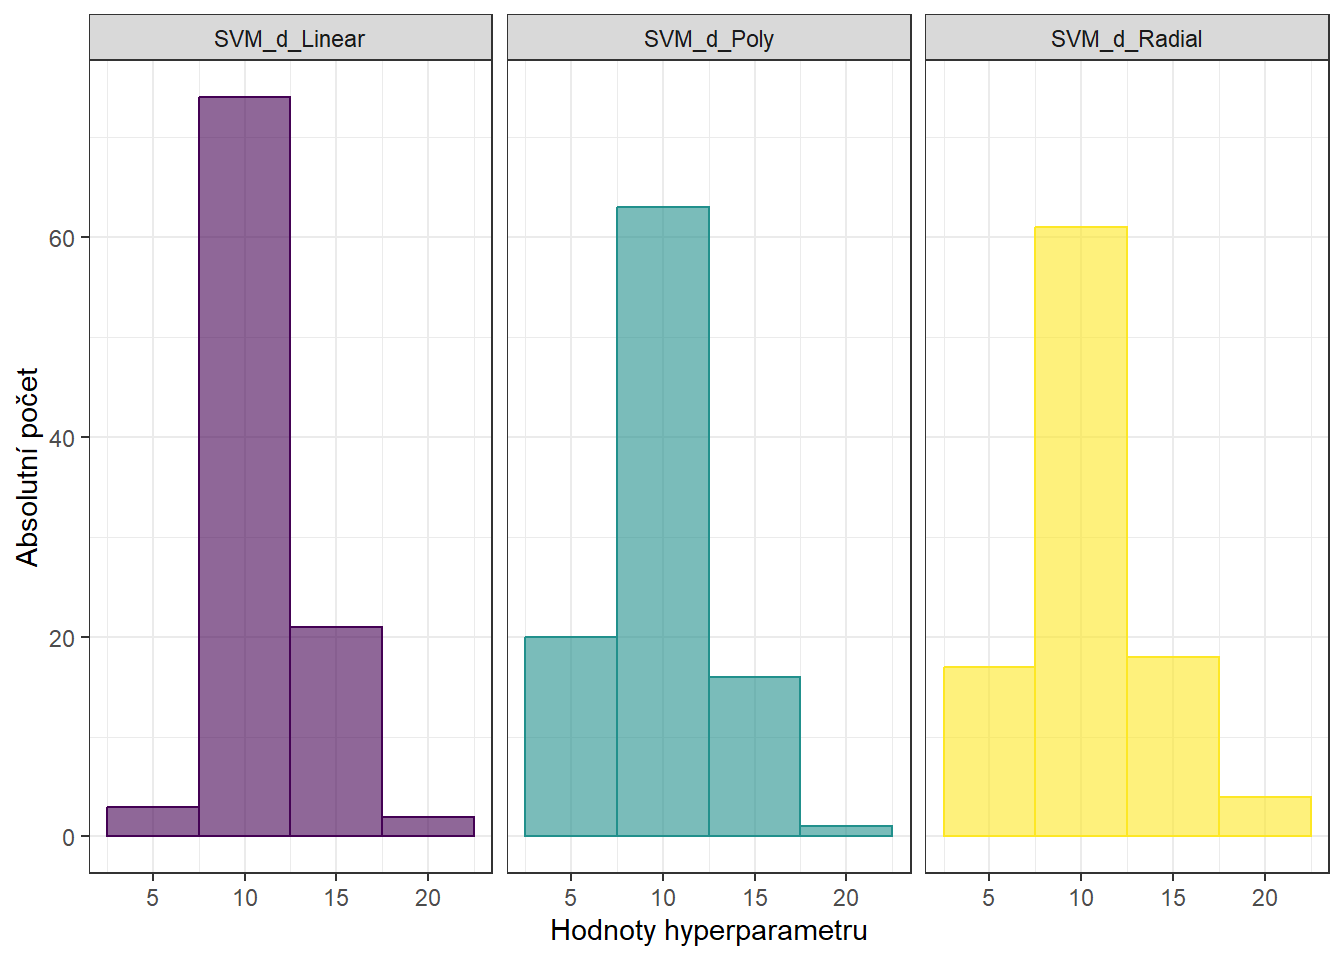 SVM_d_Linear SVM_d_Poly SVM_d_Radial
Absolutní počet
60
40
20
0
5 10 15 20 5 10 15 20 5 10 15 20
Hodnoty hyperparametru